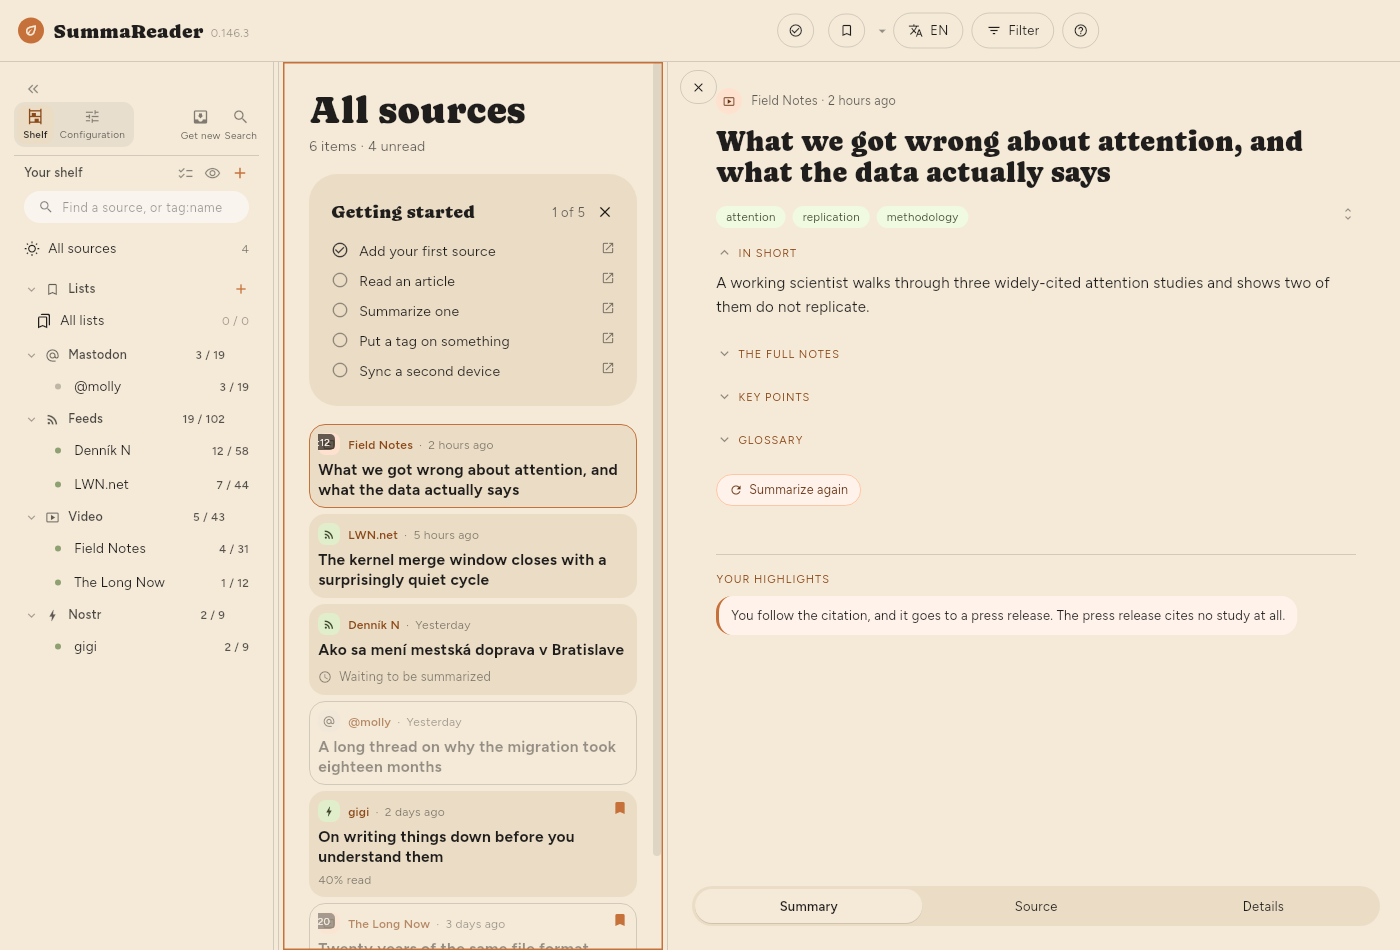 SummaReader 0.146.3
EN
Filter
Shelf
Configuration
Get new
Search
Your shelf
Find a source, or tag:name
All sources 4
Lists
All lists 0 / 0
Mastodon 3 / 19
@molly 3 / 19
Feeds 19 / 102
Denník N 12 / 58
LWN.net 7 / 44
Video 5 / 43
Field Notes 4 / 31
The Long Now 1 / 12
Nostr 2 / 9
gigi 2 / 9
All sources
6 items · 4 unread
Getting started 1 of 5
Add your first source
Read an article
Summarize one
Put a tag on something
Sync a second device
:12 Field Notes · 2 hours ago
What we got wrong about attention, and
what the data actually says
LWN.net · 5 hours ago
The kernel merge window closes with a
surprisingly quiet cycle
Denník N · Yesterday
Ako sa mení mestská doprava v Bratislave
Waiting to be summarized
@molly · Yesterday
A long thread on why the migration took
eighteen months
gigi · 2 days ago
On writing things down before you
understand them
40% read
20 The Long Now · 3 days ago
Twenty years of the same file format
Field Notes · 2 hours ago
What we got wrong about attention, and
what the data actually says
attention
replication
methodology
IN SHORT
A working scientist walks through three widely-cited attention studies and shows two of
them do not replicate.
THE FULL NOTES
KEY POINTS
GLOSSARY
Summarize again
YOUR HIGHLIGHTS
You follow the citation, and it goes to a press release. The press release cites no study at all.
Summary
Source
Details